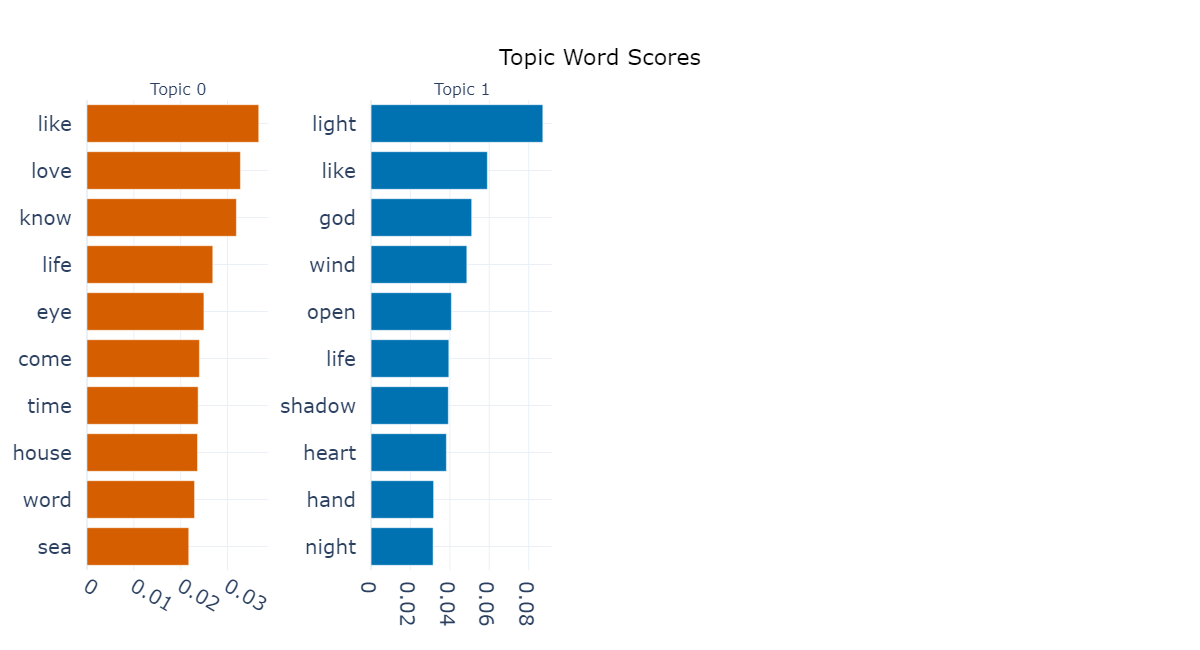 Topic Word Scores
Topic 0
like
love
know
life
eye
come
time
house
word
sea
0
0.01
0.02
0.03
Topic 1
light
like
god
wind
open
life
shadow
heart
hand
night
0
0.02
0.04
0.06
0.08